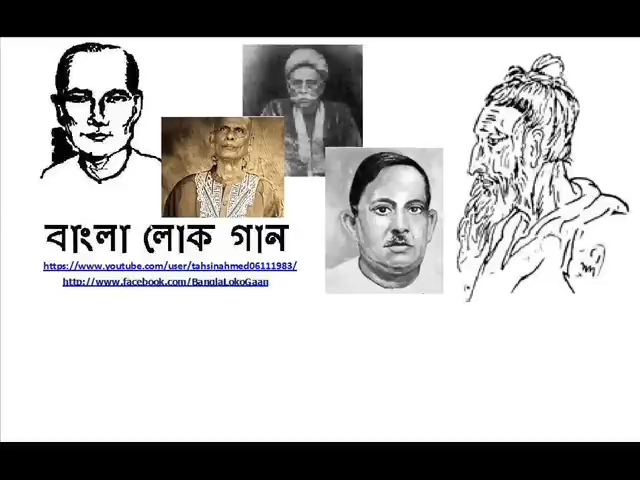 বাংলা লোক গান
https://www.youtube.com/user/tahsinahmed06111983/
http://www.facebook.com/BanglaLokoGaan